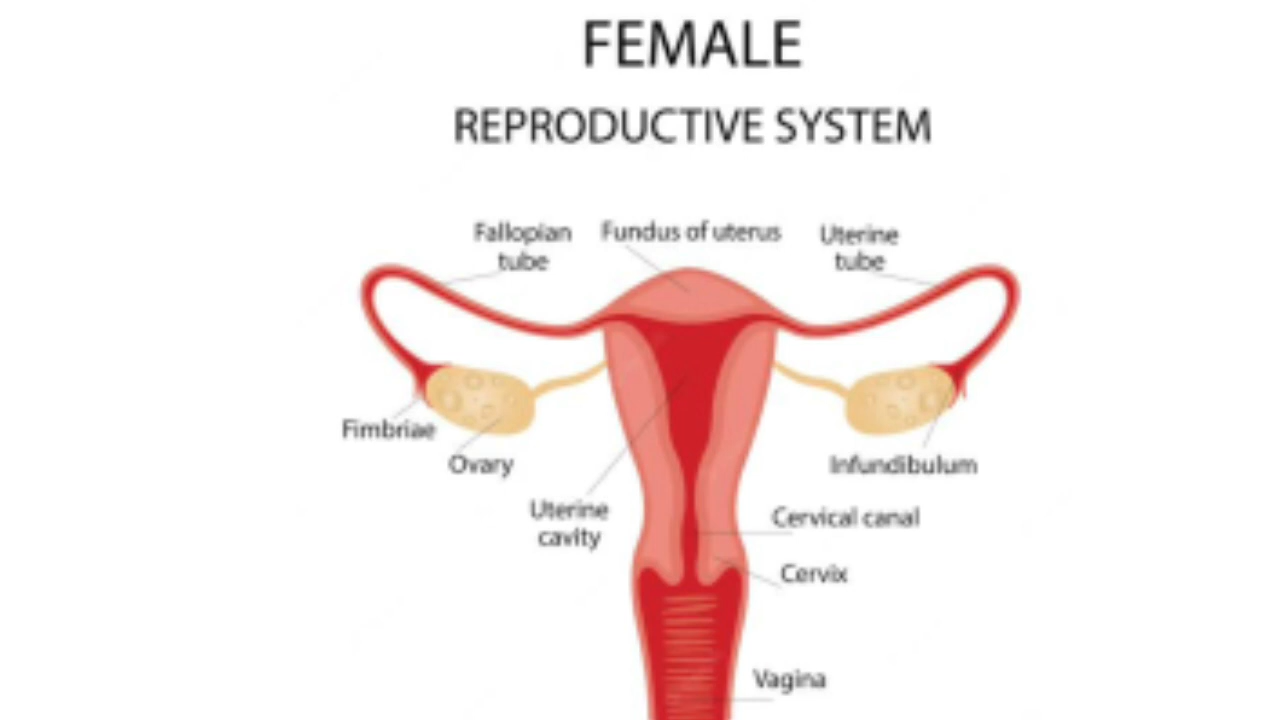 FEMALE
REPRODUCTIVE SYSTEM
Fallopian
tube
Fundus of uterus
Uterine
tube
Fimbriae
Ovary
Infundibulum
Uterine
cavity
Cervical canal
Cervix
Vagina